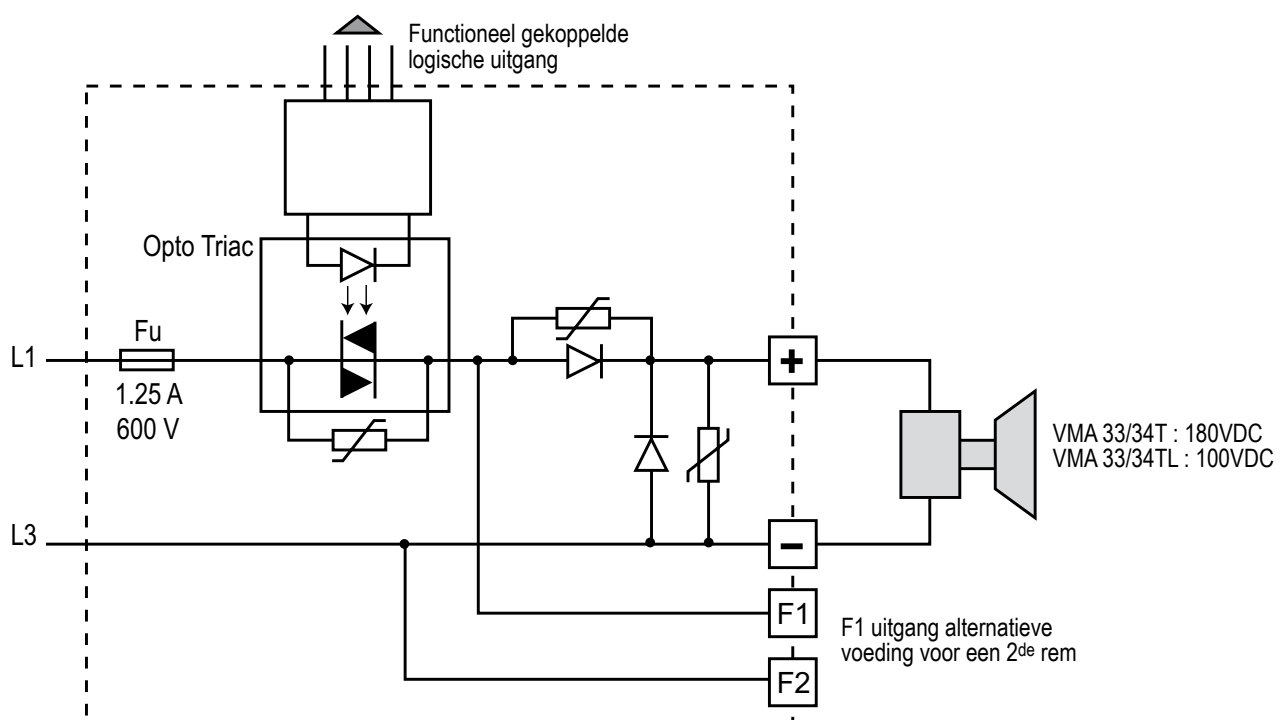 Functioneel gekoppelde
logische uitgang
Opto Triac
Fu
L1
1.25 A
600 V
+
VMA 33/34T : 180VDC
VMA 33/34TL : 100VDC
L3
–
F1
F1 uitgang alternatieve
voeding voor een 2de rem
F2